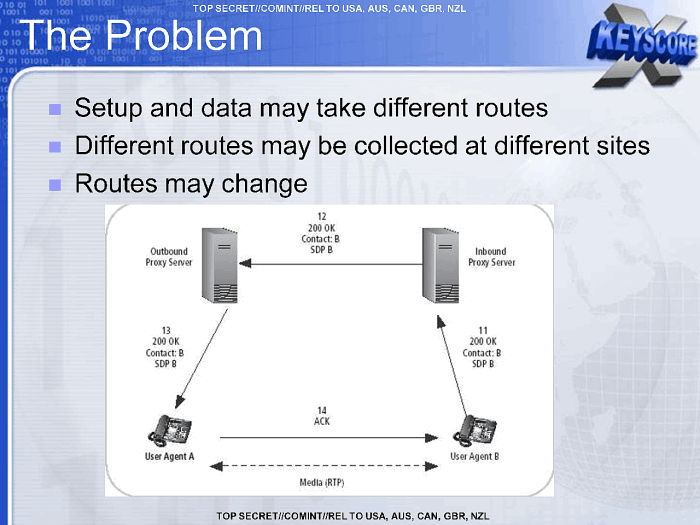 TOP SECRET//COMINT//REL TO USA, AUS, CAN, GBR, NZL
The Problem
X
KEYSCORE
Setup and data may take different routes
Different routes may be collected at different sites
Routes may change
12
200 OK
Contact: B
SDP B
Outbound
Proxy Server
Inbound
Proxy Server
13
200 OK
Contact: B
SDP B
11
200 OK
Contact: B
SDP B
14
ACK
User Agent A
User Agent B
Media (RTP)
TOP SECRET//COMINT//REL TO USA, AUS, CAN, GBR, NZL